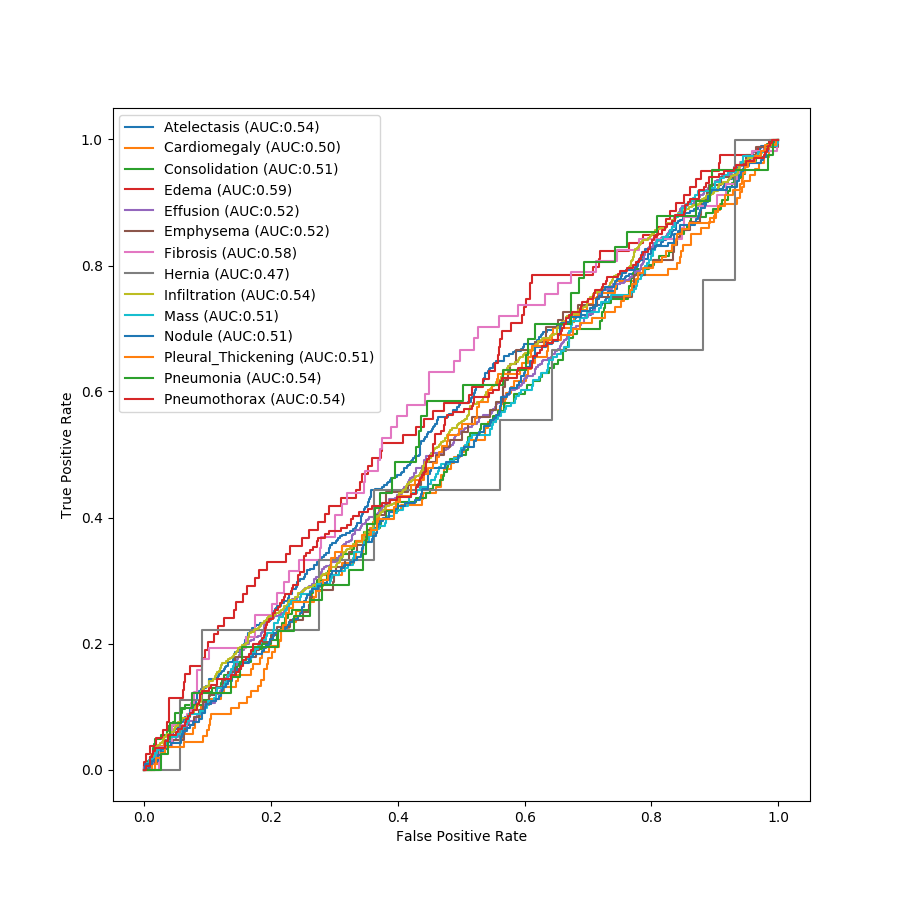 Atelectasis (AUC:0.54)
Cardiomegaly (AUC:0.50)
Consolidation (AUC:0.51)
Edema (AUC:0.59)
Effusion (AUC:0.52)
Emphysema (AUC:0.52)
Fibrosis (AUC:0.58)
Hernia (AUC:0.47)
Infiltration (AUC:0.54)
Mass (AUC:0.51)
Nodule (AUC:0.51)
Pleural_Thickening (AUC:0.51)
Pneumonia (AUC:0.54)
Pneumothorax (AUC:0.54)
1.0
0.8
0.6
0.4
0.2
0.0
True Positive Rate
0.0 0.2 0.4 0.6 0.8 1.0
False Positive Rate